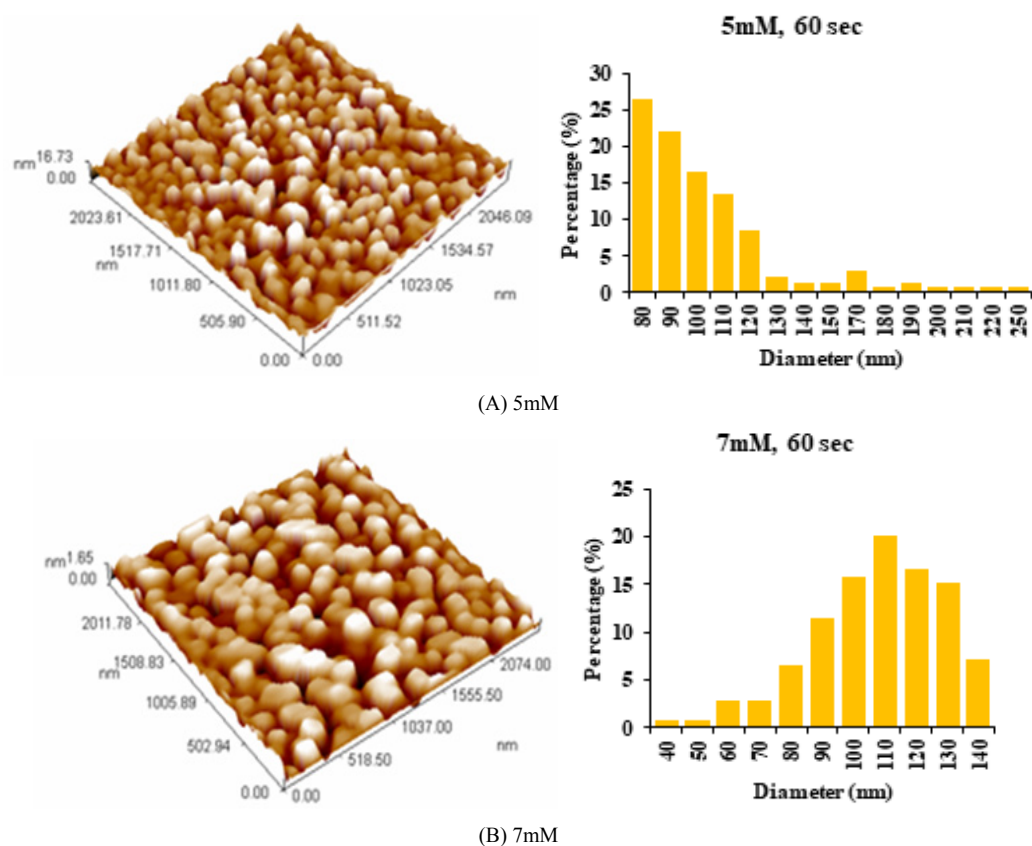 nm 16.73
0.00
2023.61
1517.71
nm
1011.80
505.90
0.00
0.00
511.52
1023.05
nm
1534.57
2046.09
5mM, 60 sec
Percentage (%)
30
25
20
15
10
5
0
80 90 100 110 120 130 140 150 170 180 190 200 210 220 250
Diameter (nm)
(A) 5mM
nm 1.65
0.00
2011.78
1508.83
nm
1005.89
502.94
0.00
0.00
518.50
1037.00
nm
1555.50
2074.00
7mM, 60 sec
Percentage (%)
25
20
15
10
5
0
40 50 60 70 80 90 100 110 120 130 140
Diameter (nm)
(B) 7mM